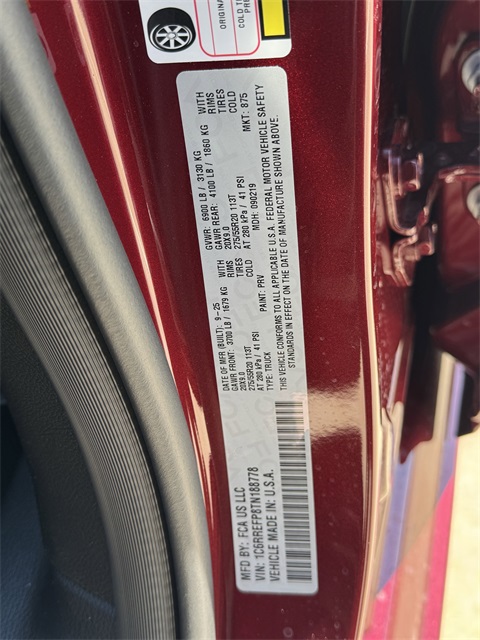 ORIGINA
COLD TI
PRE
MFD BY: FCA US LLC
VIN: 1C6RREFP8TN188778
VEHICLE MADE IN U.S.A.
DATE OF MFR (BUILT): 9-25
GVWR: 6900 LB / 3130 KG
GAWR FRONT: 3700 LB / 1679 KG
WITH
GAWR REAR: 4100 LB / 1860 KG
WITH
20X9.0
RIMS
20X9.0
RIMS
275/55R20 113T
TIRES
275/55R20 113T
TIRES
AT 280 kPa / 41 PSI
COLD
AT 280 kPa / 41 PSI
COLD
TYPE: TRUCK
PAINT: PRV
MDH: 090219
MKT: 875
THIS VEHICLE CONFORMS TO ALL APPLICABLE U.S.A. FEDERAL MOTOR VEHICLE SAFETY
STANDARDS IN EFFECT ON THE DATE OF MANUFACTURE SHOWN ABOVE.